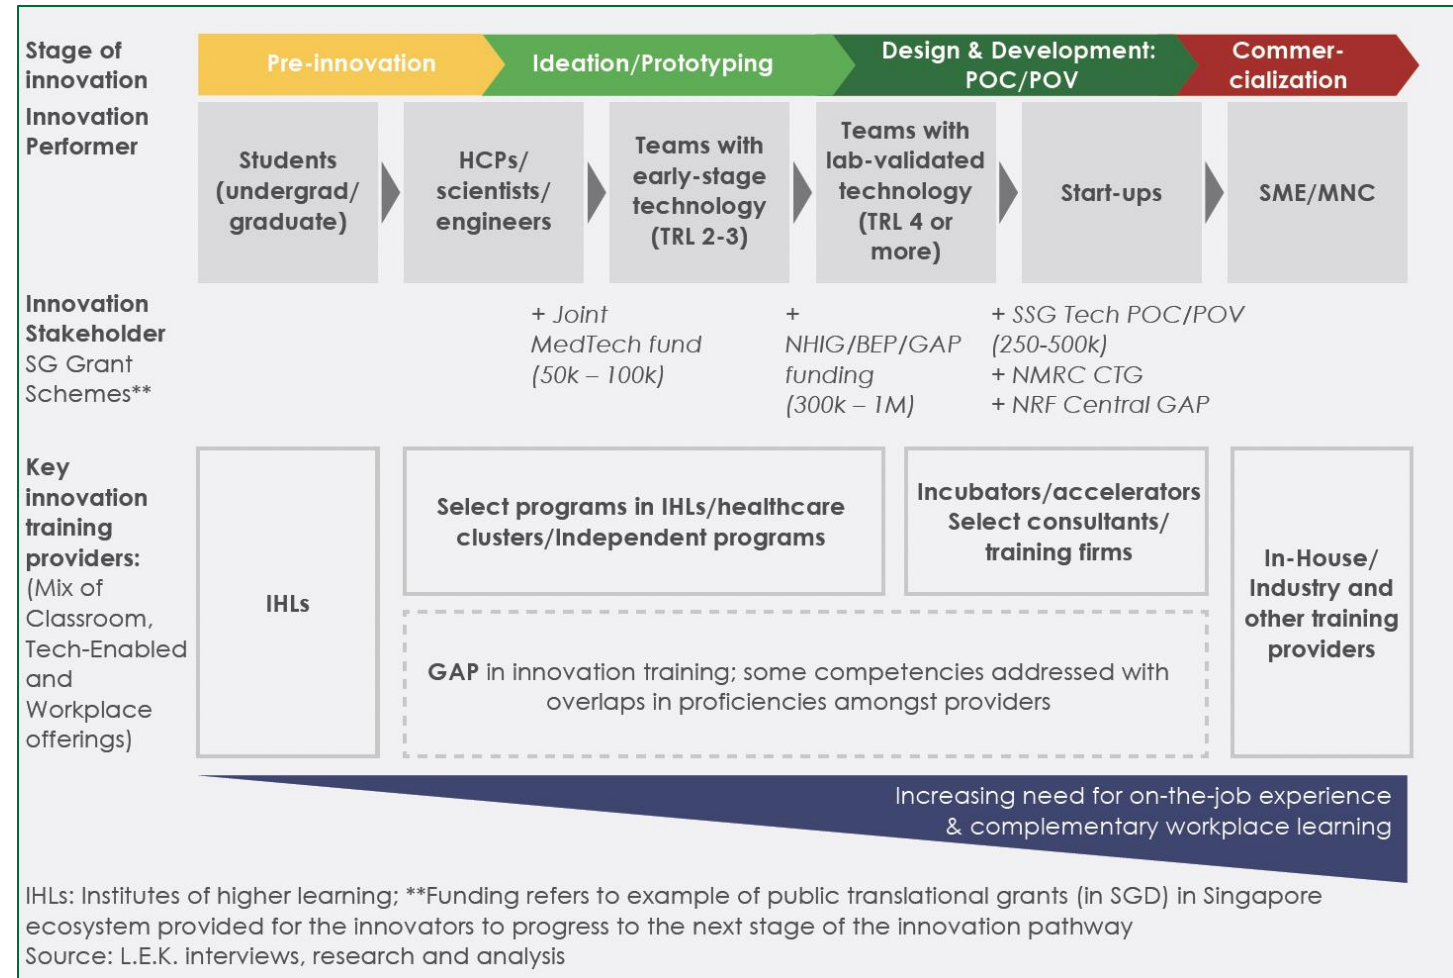 Stage of
innovation
Pre-innovation
Ideation/Prototyping
Design & Development:
POC/POV
Commer-
cialization
Innovation
Performer
Students
(undergrad/
graduate)
HCPs/
scientists/
engineers
Teams with
early-stage
technology
(TRL 2-3)
Teams with
lab-validated
technology
(TRL 4 or
more)
Start-ups
SME/MNC
Innovation
Stakeholder
SG Grant
Schemes**
+ Joint
MedTech fund
(50k – 100k)
+
NHIG/BEP/GAP
funding
(300k – 1M)
+ SSG Tech POC/POV
(250-500k)
+ NMRC CTG
+ NRF Central GAP
Key
innovation
training
providers:
(Mix of
Classroom,
Tech-Enabled
and
Workplace
offerings)
IHLs
Select programs in IHLs/healthcare
clusters/Independent programs
Incubators/accelerators
Select consultants/
training firms
In-House/
Industry and
other training
providers
GAP in innovation training; some competencies addressed with
overlaps in proficiencies amongst providers
Increasing need for on-the-job experience
& complementary workplace learning
IHLs: Institutes of higher learning; **Funding refers to example of public translational grants (in SGD) in Singapore
ecosystem provided for the innovators to progress to the next stage of the innovation pathway
Source: L.E.K. interviews, research and analysis